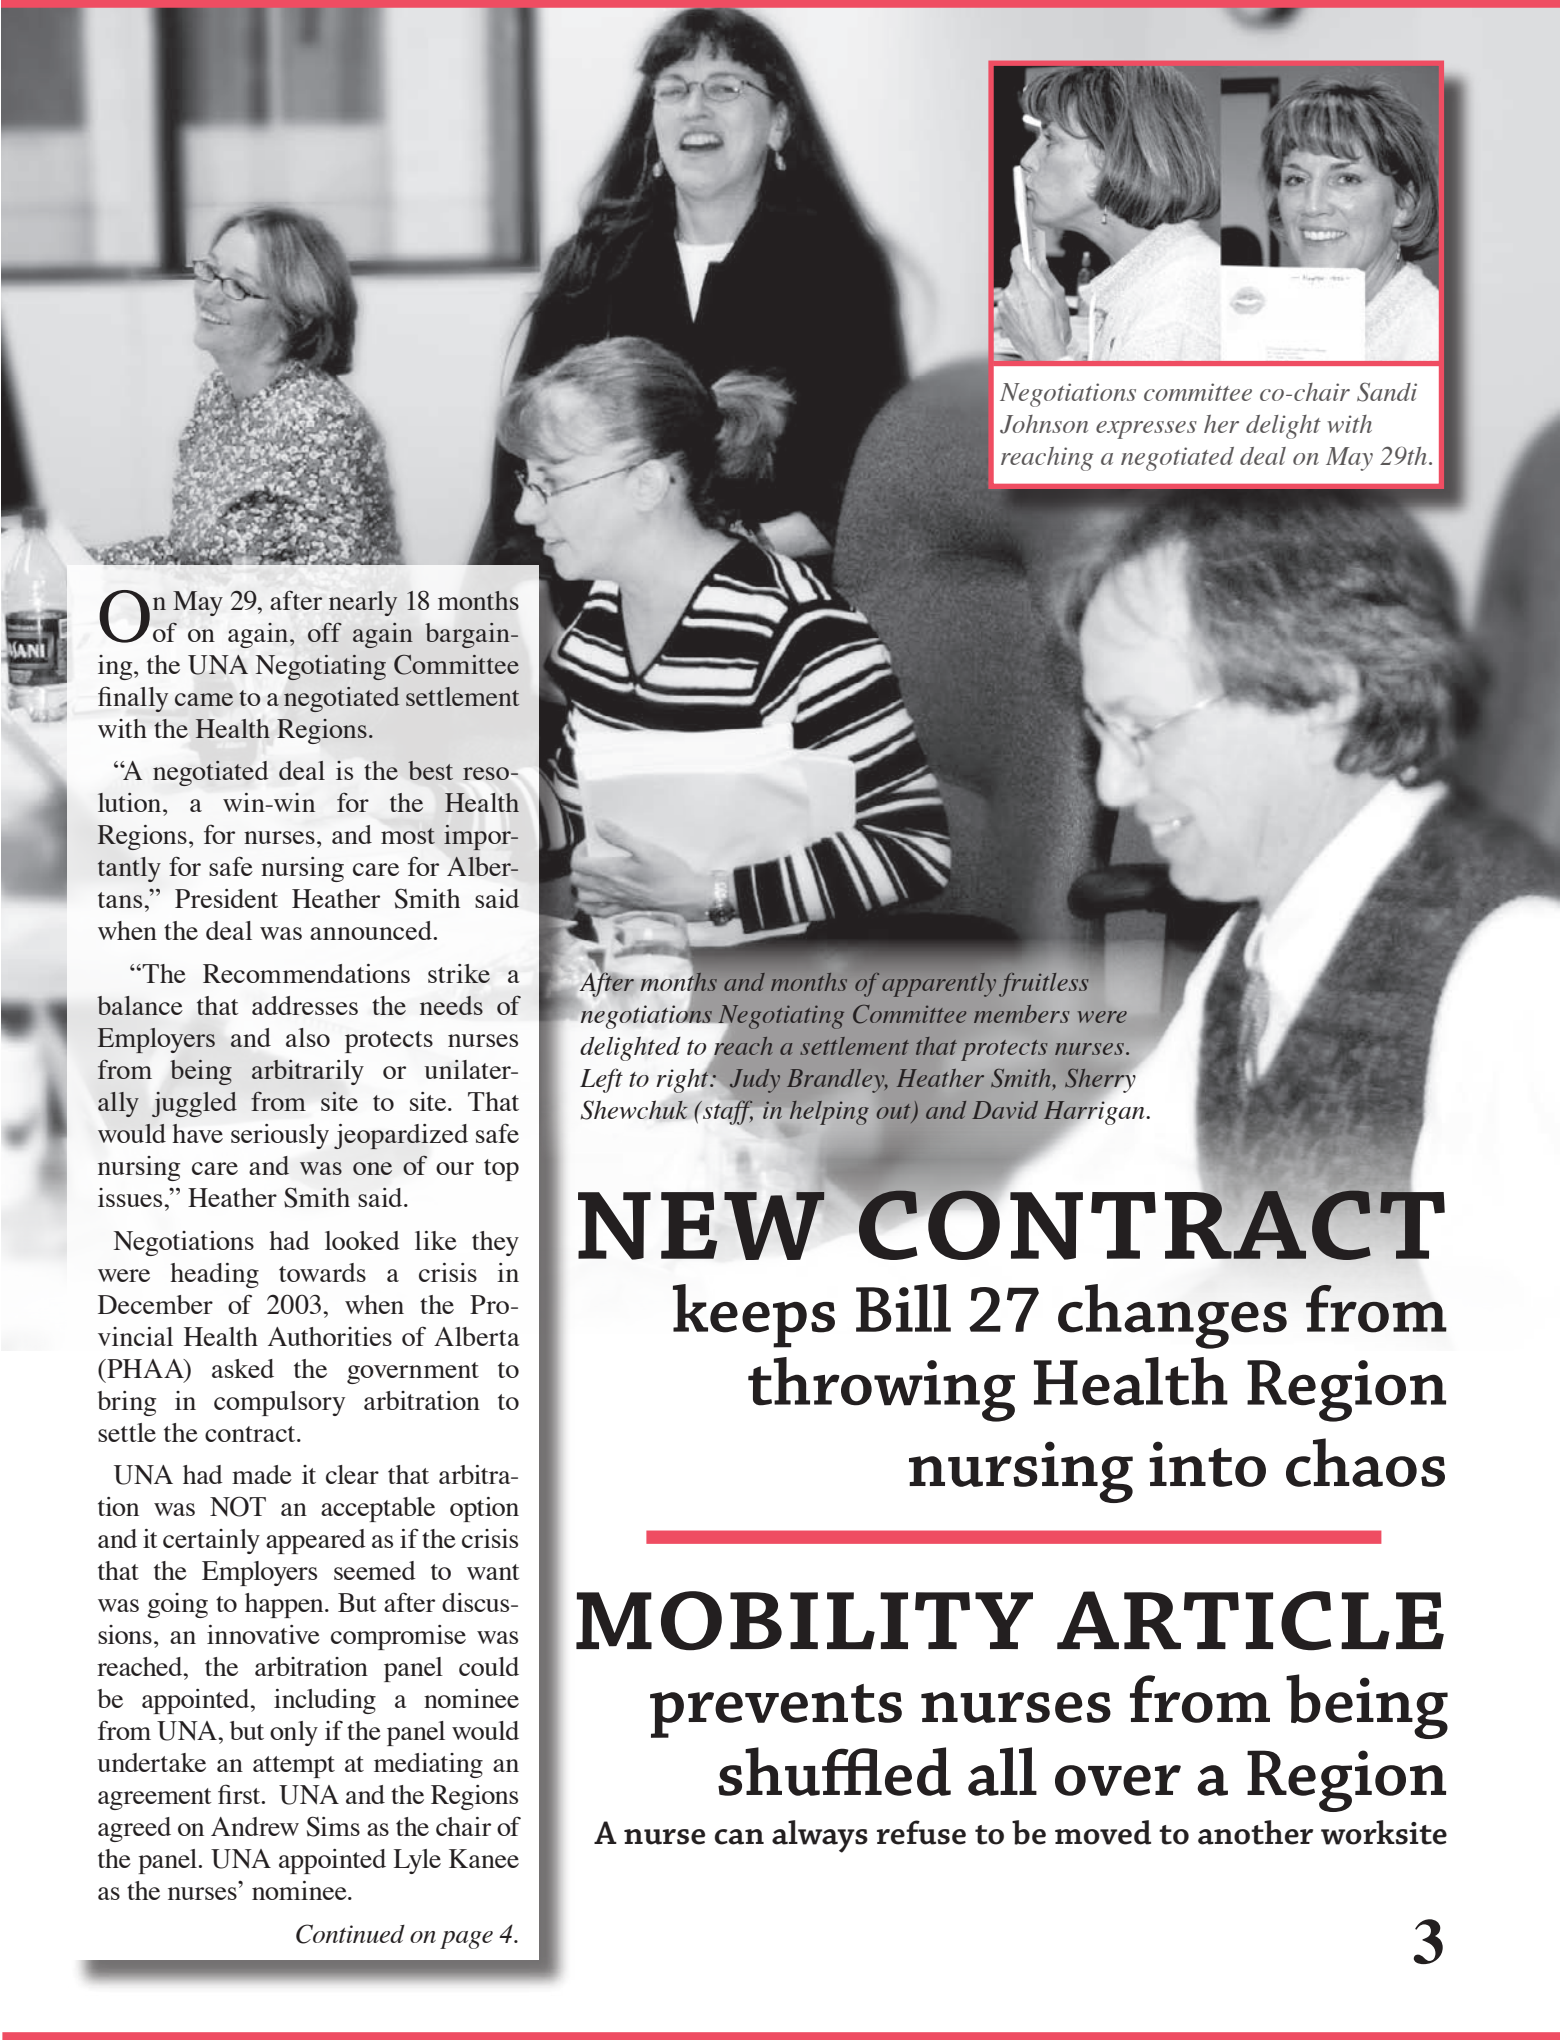 Negotiations committee co-chair Sandi
Johnson expresses her delight with
reaching a negotiated deal on May 29th.
On May 29, after nearly 18 months
of on again, off again bargain-
ing, the UNA Negotiating Committee
finally came to a negotiated settlement
with the Health Regions.
“A negotiated deal is the best reso-
lution, a win-win for the Health
Regions, for nurses, and most impor-
tantly for safe nursing care for Alber-
tans,” President Heather Smith said
when the deal was announced.
“The Recommendations strike a
balance that addresses the needs of
Employers and also protects nurses
from being arbitrarily or unilater-
ally juggled from site to site. That
would have seriously jeopardized safe
nursing care and was one of our top
issues,” Heather Smith said.
Negotiations had looked like they
were heading towards a crisis in
December of 2003, when the Pro-
vincial Health Authorities of Alberta
(PHAA) asked the government to
bring in compulsory arbitration to
settle the contract.
UNA had made it clear that arbitra-
tion was NOT an acceptable option
and it certainly appeared as if the crisis
that the Employers seemed to want
was going to happen. But after discus-
sions, an innovative compromise was
reached, the arbitration panel could
be appointed, including a nominee
from UNA, but only if the panel would
undertake an attempt at mediating an
agreement first. UNA and the Regions
agreed on Andrew Sims as the chair of
the panel. UNA appointed Lyle Kanee
as the nurses’ nominee.
Continued on page 4.
After months and months of apparently fruitless
negotiations Negotiating Committee members were
delighted to reach a settlement that protects nurses.
Left to right: Judy Brandley, Heather Smith, Sherry
Shewchuk (staff, in helping out) and David Harrigan.
NEW CONTRACT
keeps Bill 27 changes from
throwing Health Region
nursing into chaos
MOBILITY ARTICLE
prevents nurses from being
shuffled all over a Region
A nurse can always refuse to be moved to another worksite
3